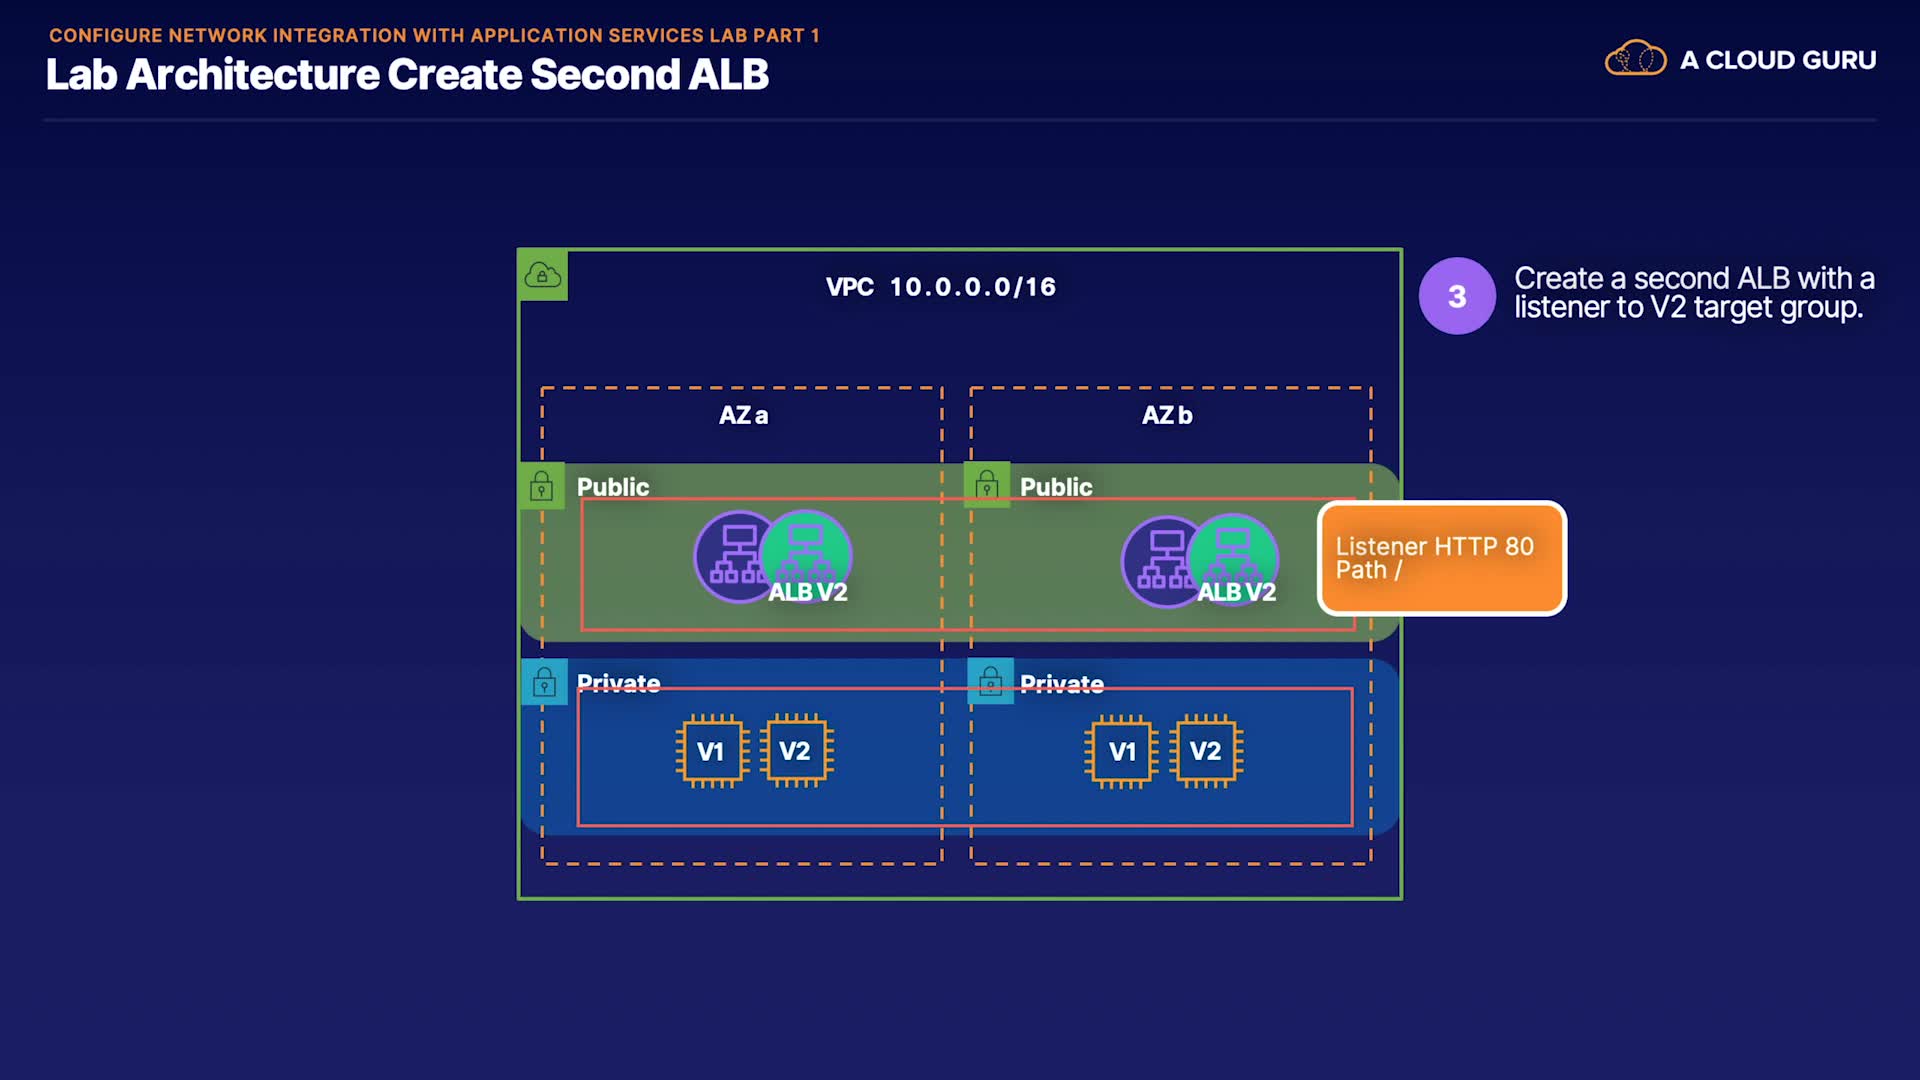 CONFIGURE NETWORK INTEGRATION WITH APPLICATION SERVICES LAB PART 1
Lab Architecture Create Second ALB
A CLOUD GURU
VPC 10.0.0.0/16
3
Create a second ALB with a
listener to V2 target group.
AZ a
AZ b
Public
Public
ALB V2
ALB V2
Listener HTTP 80
Path /
Private
Private
V1
V2
V1
V2